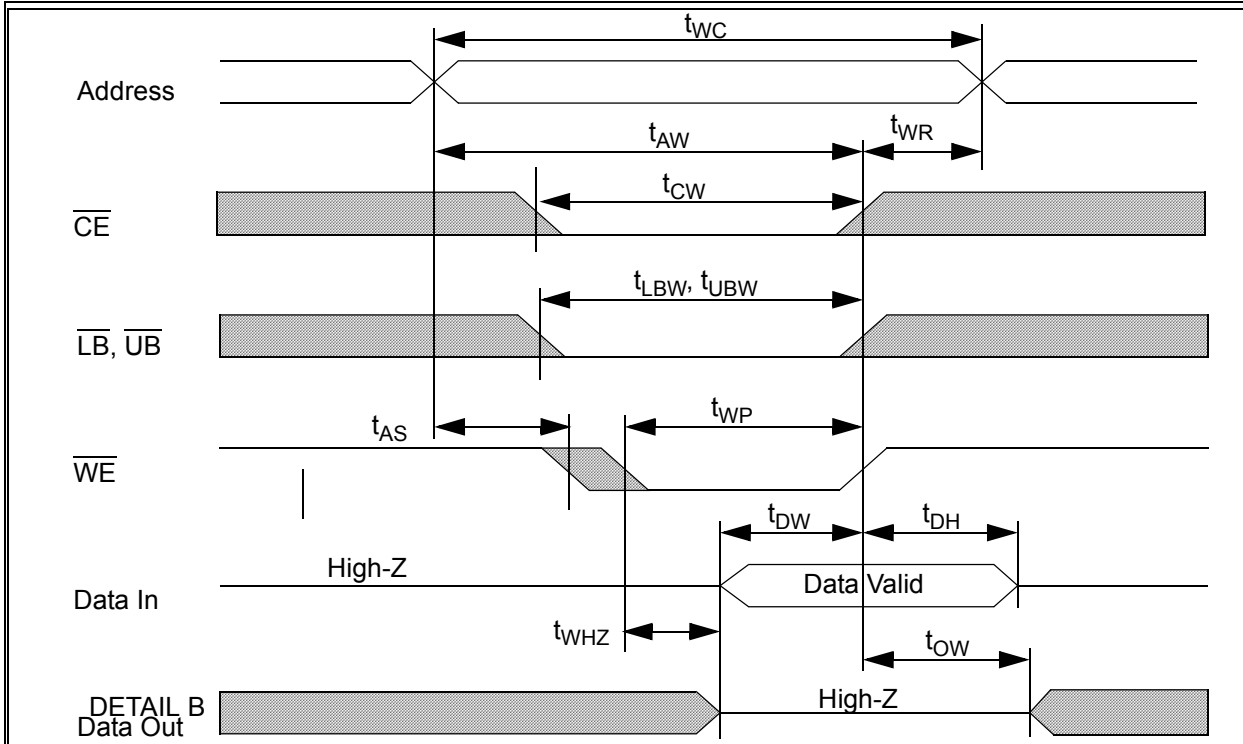 tWC
Address
tAW
tWR
CE
tCW
LB, UB
tLBW, tUBW
tAS
tWP
WE
tDW
tDH
High-Z
Data In
Data Valid
tWHZ
tOW
DETAIL B
Data Out
High-Z